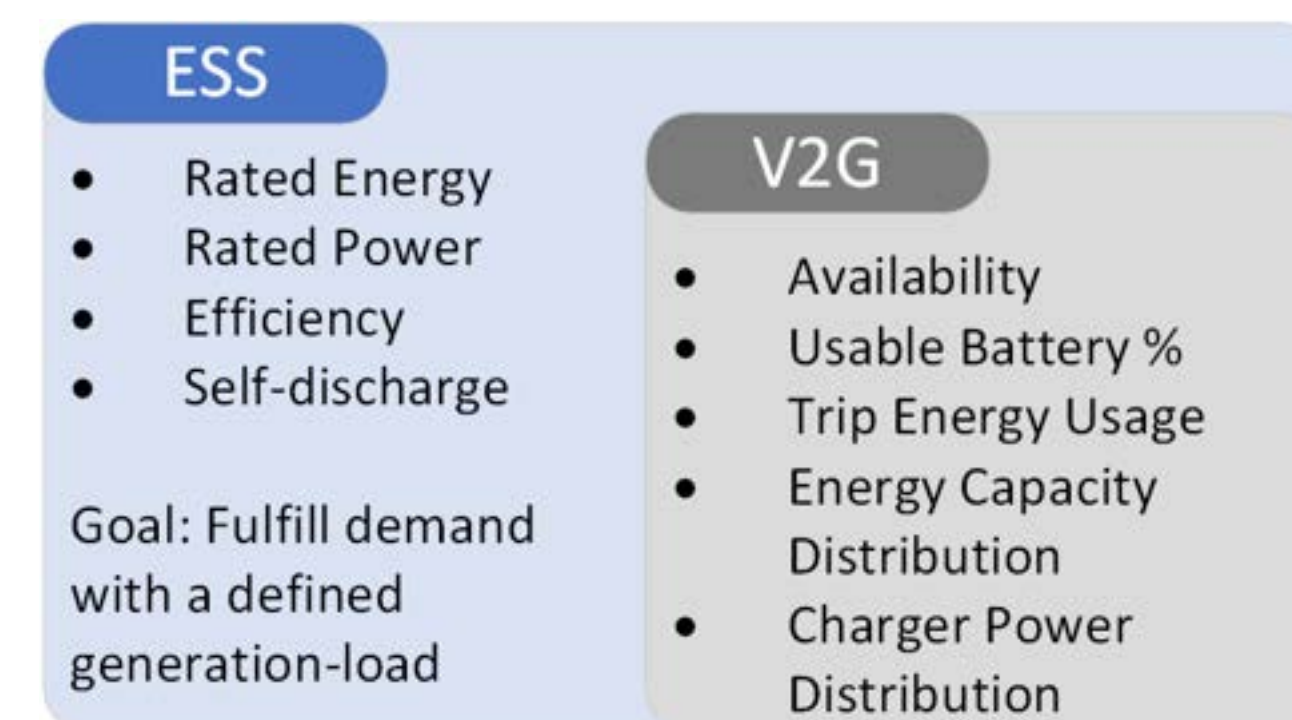 ESS
• Rated Energy
• Rated Power
• Efficiency
• Self-discharge
Goal: Fulfill demand
with a defined
generation-load
V2G
• Availability
• Usable Battery %
• Trip Energy Usage
• Energy Capacity
Distribution
• Charger Power
Distribution